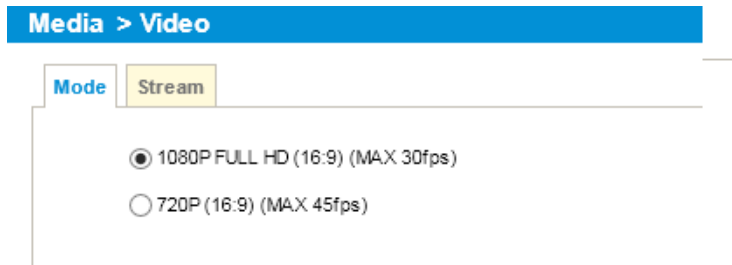 Media > Video
Mode Stream
1080P FULL HD (16:9) (MAX 30fps)
720P (16:9) (MAX 45fps)